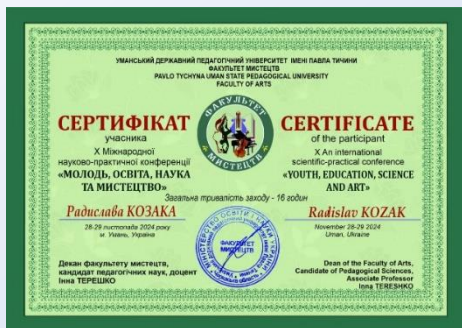 УМАНСЬКИЙ ДЕРЖАВНИЙ ПЕДАГОГІЧНИЙ УНІВЕРСИТЕТ ІМЕНІ ПАВЛА ТИЧИНИ
ФАКУЛЬТЕТ МИСТЕЦТВ
PAVLO TYCHYNA UMAN STATE PEDAGOGICAL UNIVERSITY
FACULTY OF ARTS
ФАКУЛЬТЕТ
МИСТЕЦТВ
СЕРТИФІКАТ
учасника
X Міжнародної
науково-практичної конференції
«МОЛОДЬ, ОСВІТА, НАУКА
ТА МИСТЕЦТВО»
CERTIFICATE
of the participant
X An international
scientific-practical conference
«YOUTH, EDUCATION, SCIENCE
AND ART»
Загальна тривалість заходу - 16 годин
Радислава КОЗАКА
28-29 листопада 2024 року
м. Умань, Україна
Radislav KOZAK
November 28-29 2024
Uman, Ukraine
Декан факультету мистецтв,
кандидат педагогічних наук, доцент
Інна ТЕРЕШКО
ФАКУЛЬТЕТ
МИСТЕЦТВ
Dean of the Faculty of Arts,
Candidate of Pedagogical Sciences,
Associate Professor
Inna TERESHKO